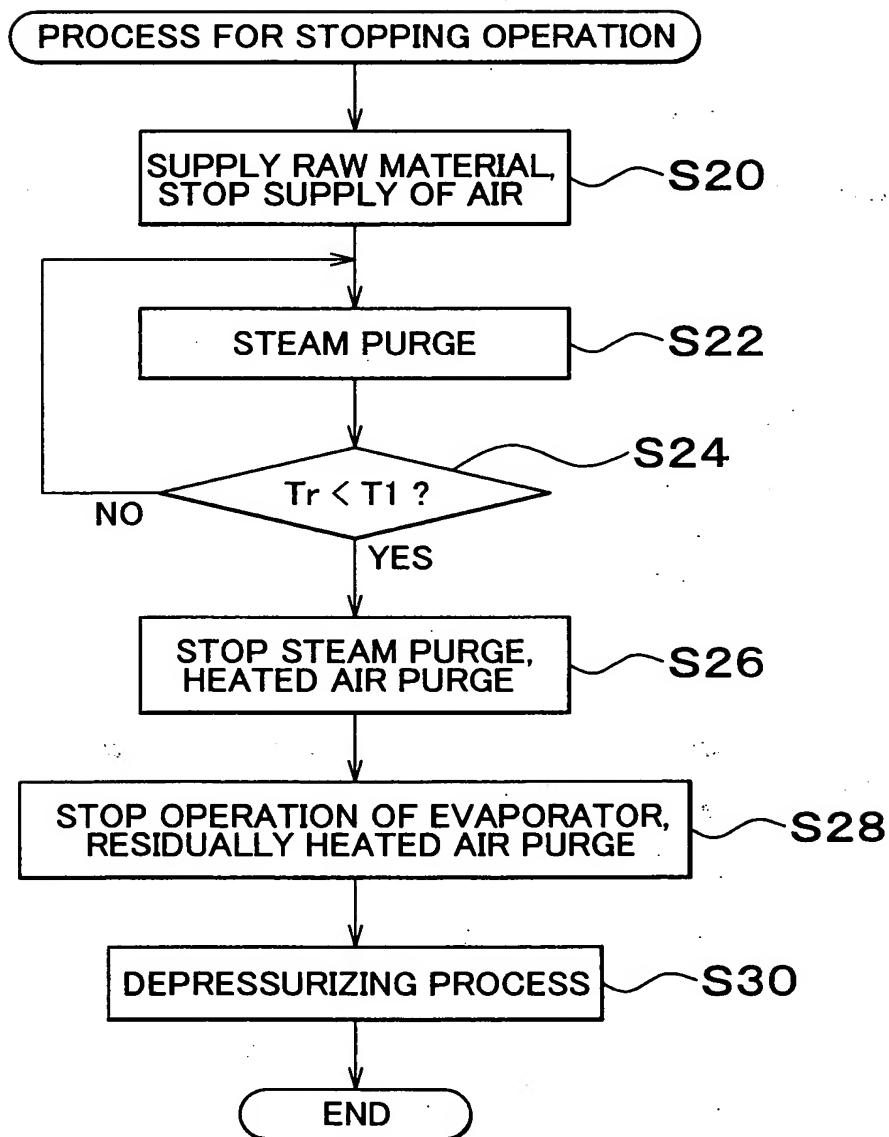 PROCESS FOR STOPPING OPERATION
SUPPLY RAW MATERIAL,
STOP SUPPLY OF AIR
S20
STEAM PURGE
S22
S24
Tr < T1 ?
NO
YES
STOP STEAM PURGE,
HEATED AIR PURGE
S26
STOP OPERATION OF EVAPORATOR,
RESIDUALLY HEATED AIR PURGE
S28
DEPRESSURIZING PROCESS
S30
END